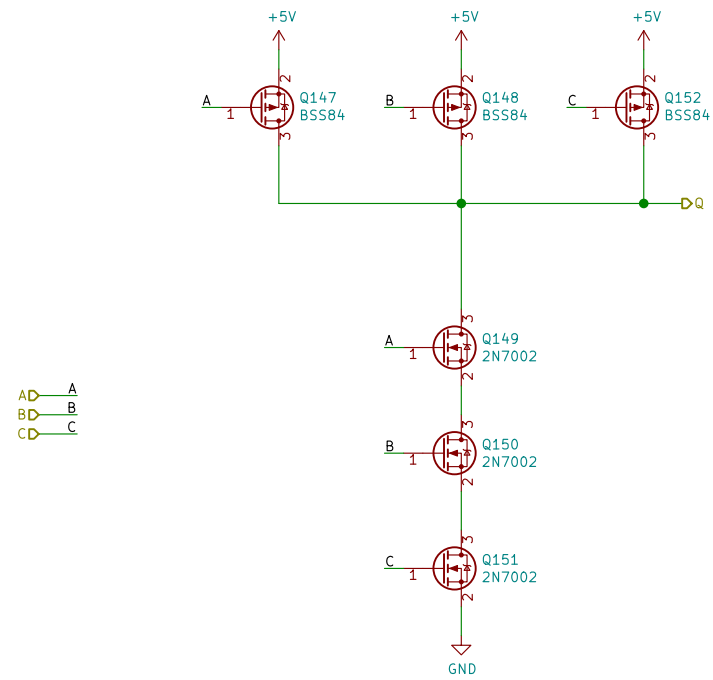 +5V +5V +5V
2 2 2
A 1 Q147 B 1 Q148 C 1 Q152
BSS84 BSS84 BSS84
3 3 3
Q
3
A 1 Q149
2N7002
2
A A
B B
C C
3
B 1 Q150
2N7002
2
3
C 1 Q151
2N7002
2
GND